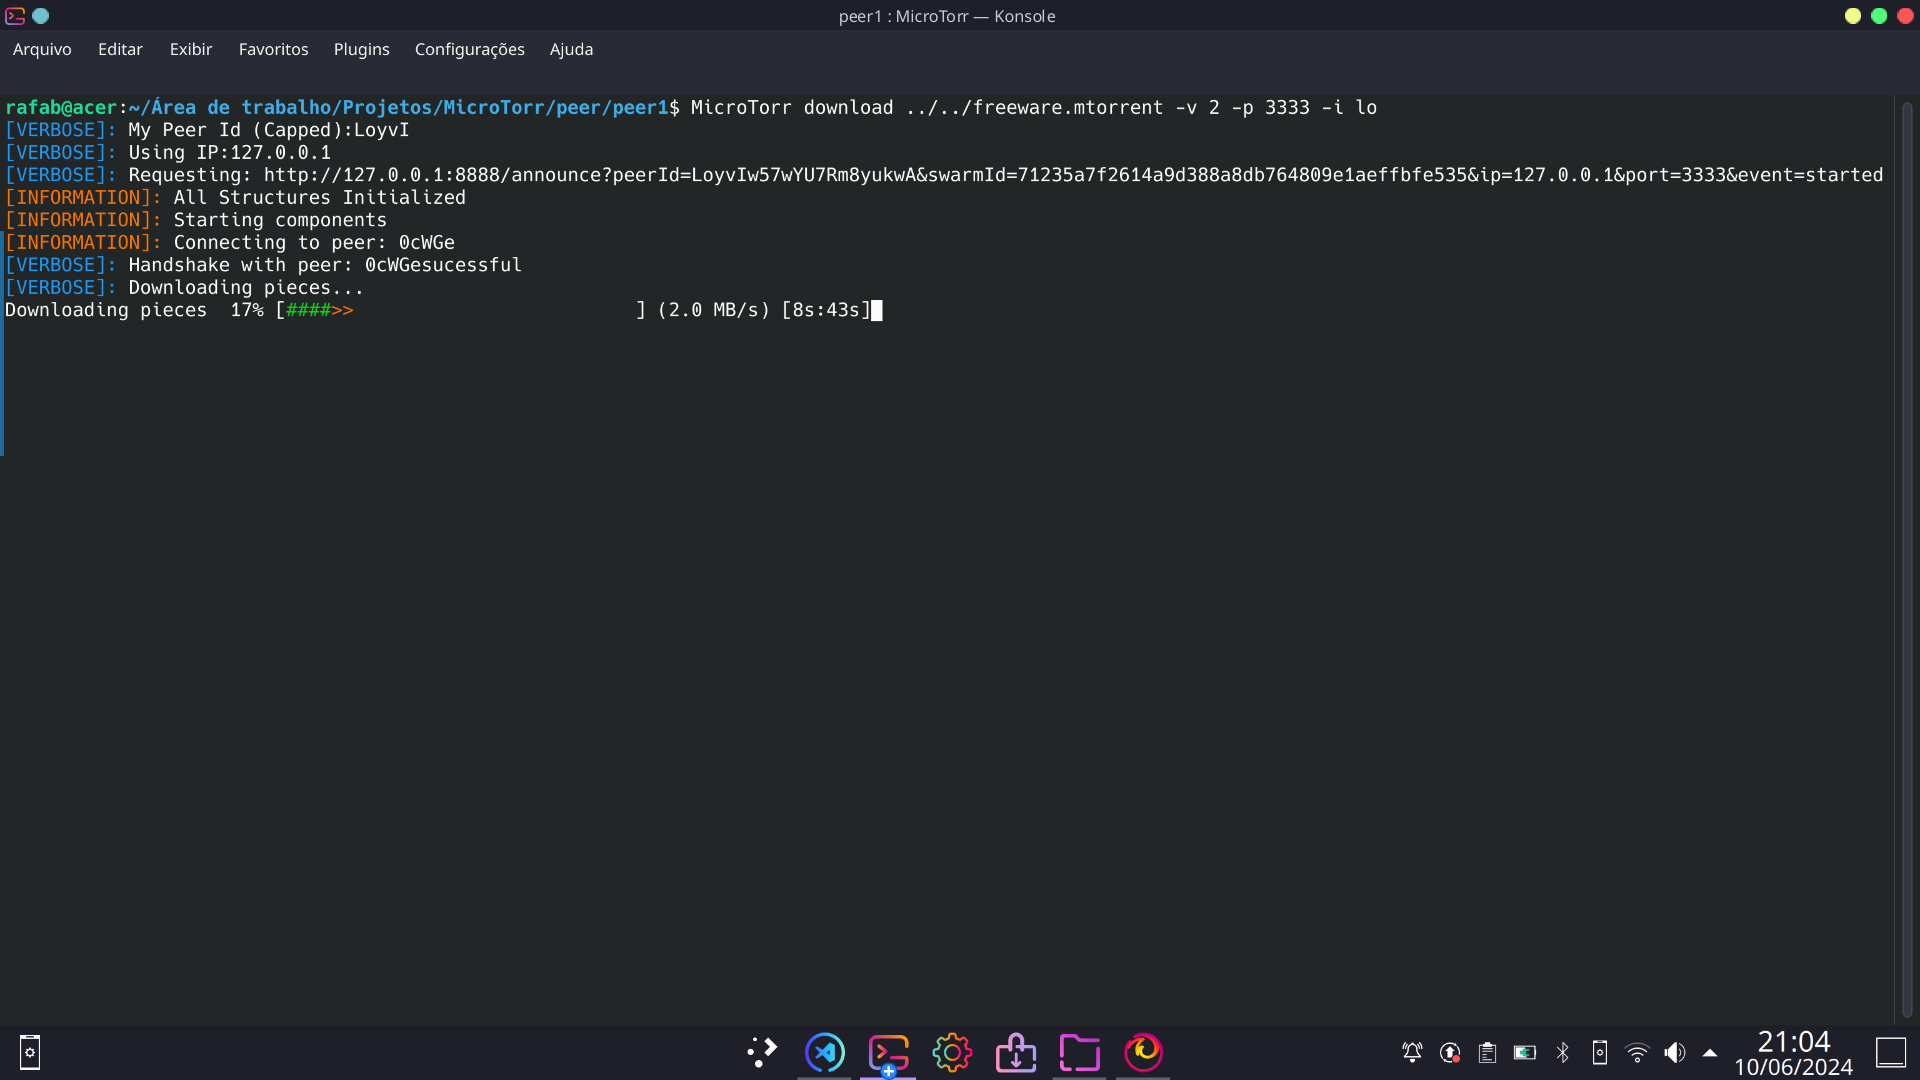 peer1 : MicroTorr — Konsole
Arquivo Editar Exibir Favoritos Plugins Configurações Ajuda
rafab@acer:~/Área de trabalho/Projetos/MicroTorr/peer/peer1$ MicroTorr download ../../freeware.mtorrent -v 2 -p 3333 -i lo
[VERBOSE]: My Peer Id (Capped):LoyvI
[VERBOSE]: Using IP:127.0.0.1
[VERBOSE]: Requesting: http://127.0.0.1:8888/announce?peerId=LoyvIw57wYU7Rm8yukwA&swarmId=71235a7f2614a9d388a8db764809e1aeffbfe535&ip=127.0.0.1&port=3333&event=started
[INFORMATION]: All Structures Initialized
[INFORMATION]: Starting components
[INFORMATION]: Connecting to peer: 0cWGe
[VERBOSE]: Handshake with peer: 0cWGesucessful
[VERBOSE]: Downloading pieces...
Downloading pieces  17% [####>>                         ] (2.0 MB/s) [8s:43s]
21:04
10/06/2024